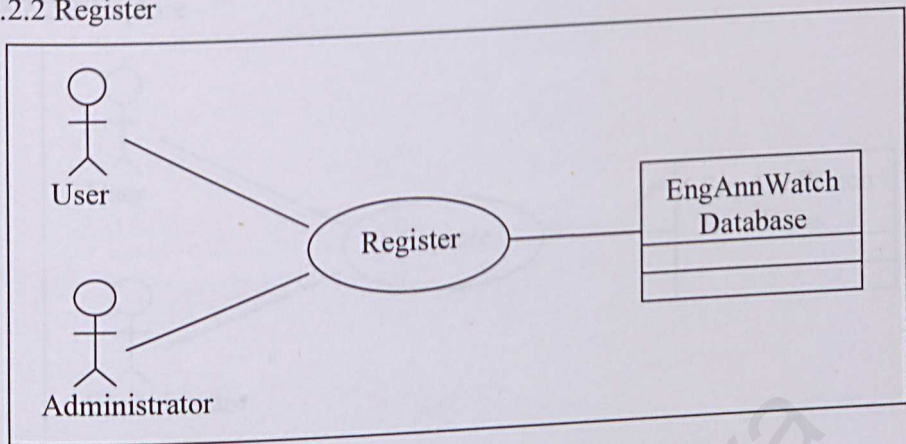 .2.2 Register
User
Register
EngAnnWatch
Database
Administrator